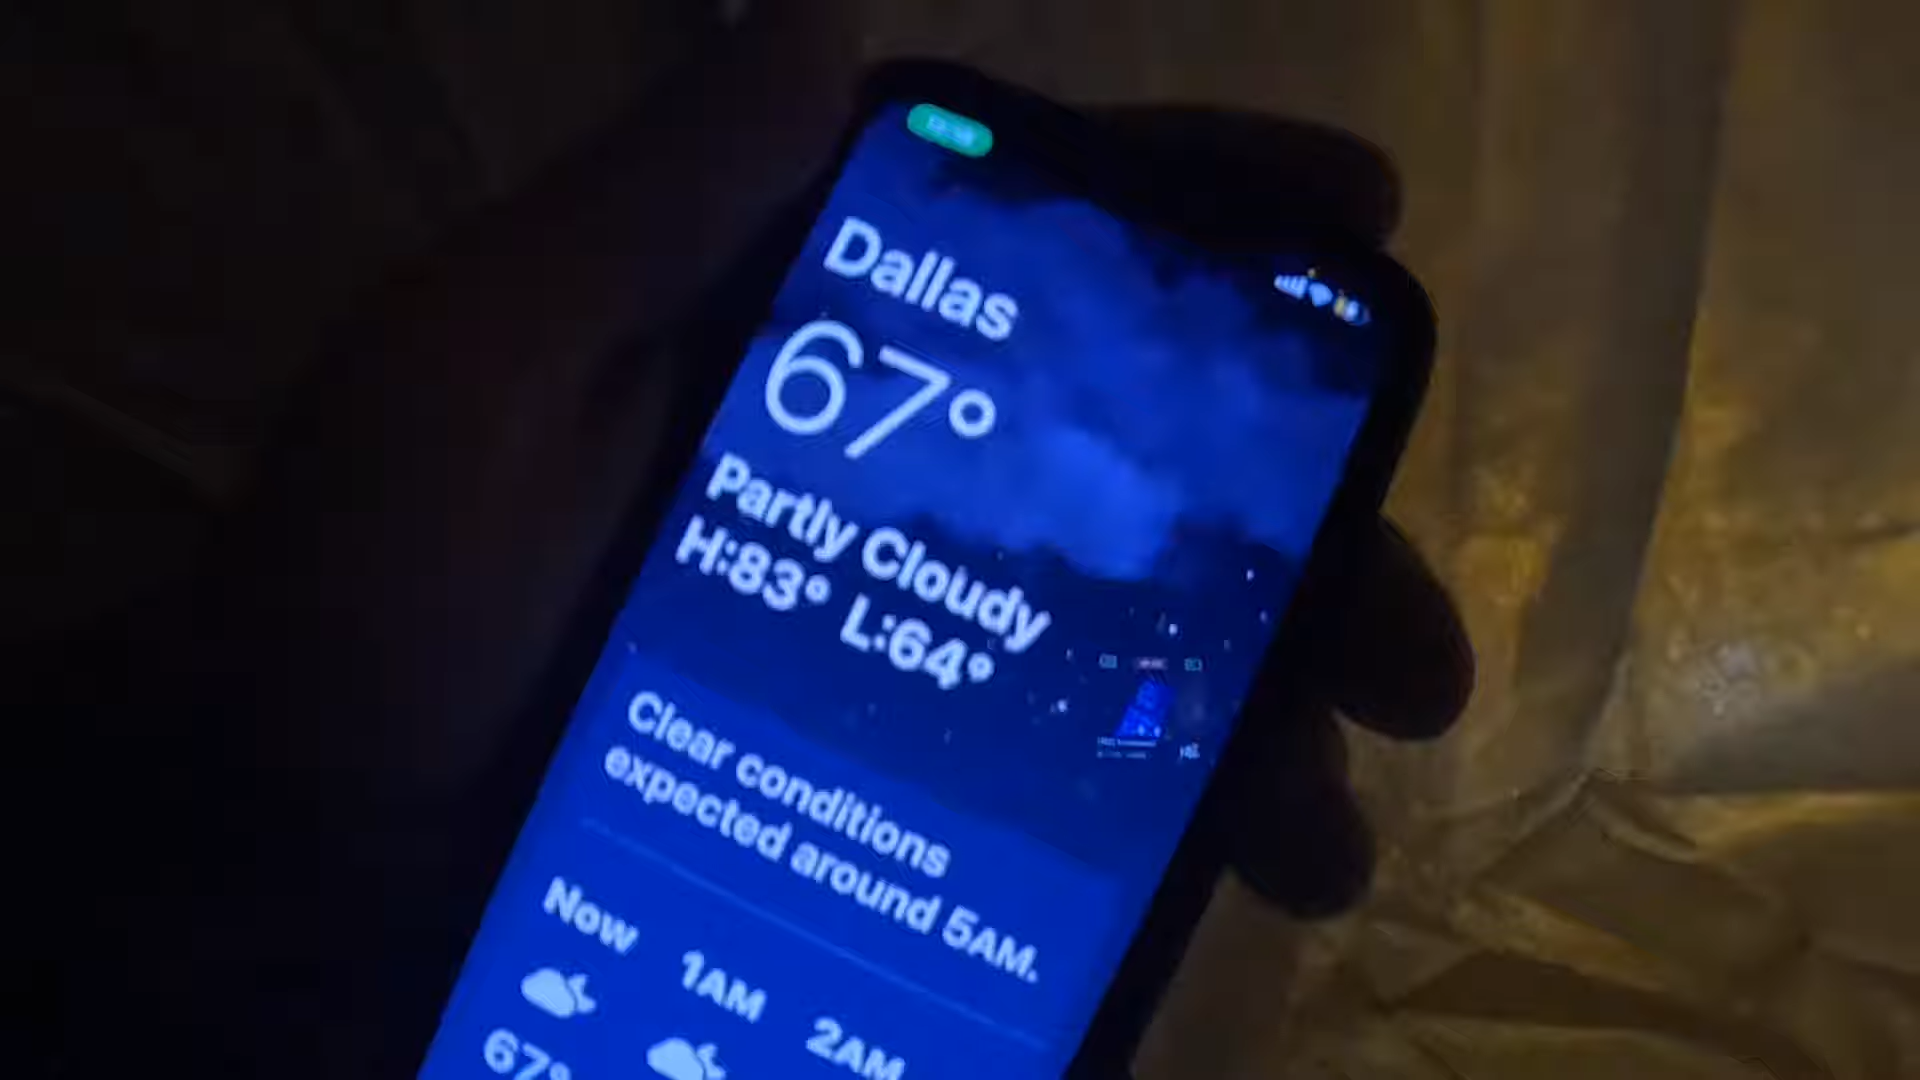 Dallas
67°
Partly Cloudy
H:83° L:64°
Clear conditions
expected around 5AM.
Now 1AM 2AM
67°